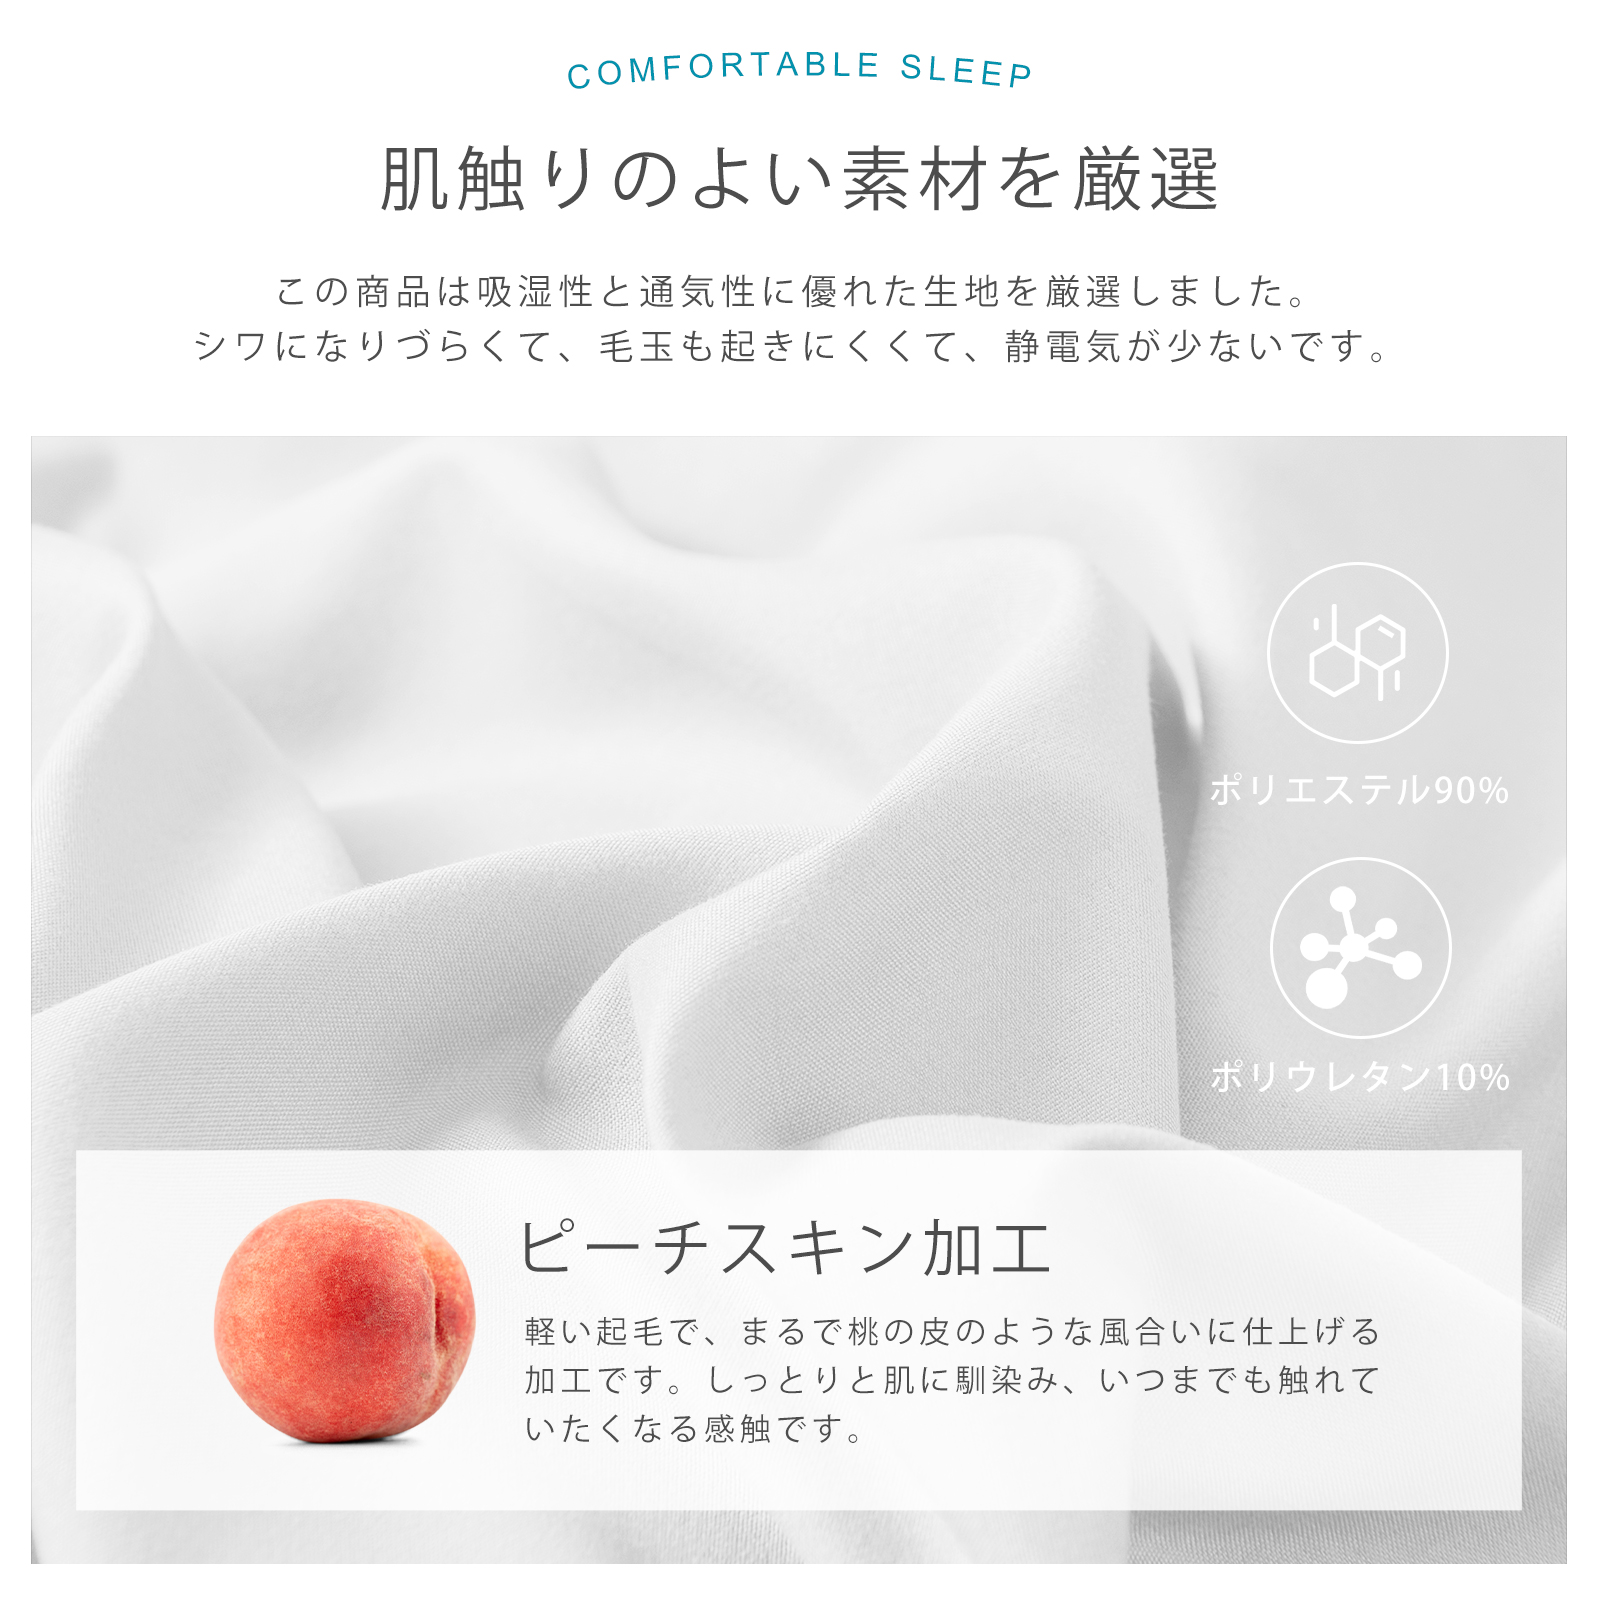 COMFORTABLE SLEEP
肌触りのよい素材を厳選
この商品は吸湿性と通気性に優れた生地を厳選しました。
シワになりづらくて、毛玉も起きにくくて、静電気が少ないです。
ポリエステル90%
ポリウレタン10%
ピーチスキン加工
軽い起毛で、まるで桃の皮のような風合いに仕上げる
加工です。しっとりと肌に馴染み、いつまでも触れて
いたくなる感触です。